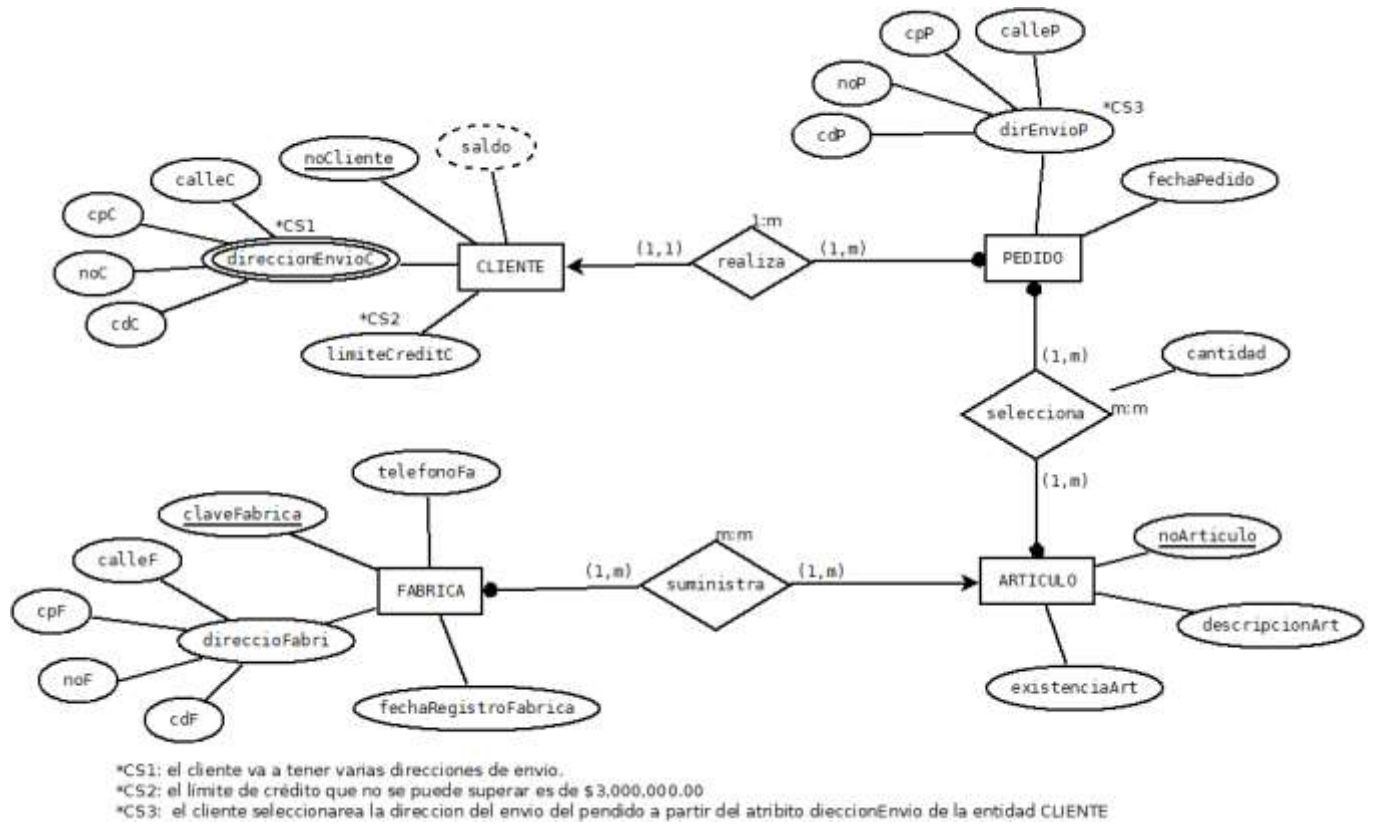 cpP
calleP
noP
*CS3
cdP
dirEnvioP
saldo
noCliente
calleC
fechaPedido
cpC
*CS1
1:m
direccionEnvioC
CLIENTE
(1,1)
realiza
(1,m)
PEDIDO
noC
cdC
*CS2
limiteCreditC
(1,m)
cantidad
selecciona
m:m
telefonoFa
(1,m)
claveFabrica
noArticulo
m:m
calleF
FABRICA
(1,m)
suministra
(1,m)
ARTICULO
cpF
direccioFabri
descripcionArt
noF
existenciaArt
fechaRegistroFabrica
cdF
*CS1: el cliente va a tener varias direcciones de envio.
*CS2: el límite de crédito que no se puede superar es de $3,000,000.00
*CS3: el cliente seleccionarea la direccion del envio del pendido a partir del atribito dieccionEnvio de la entidad CLIENTE